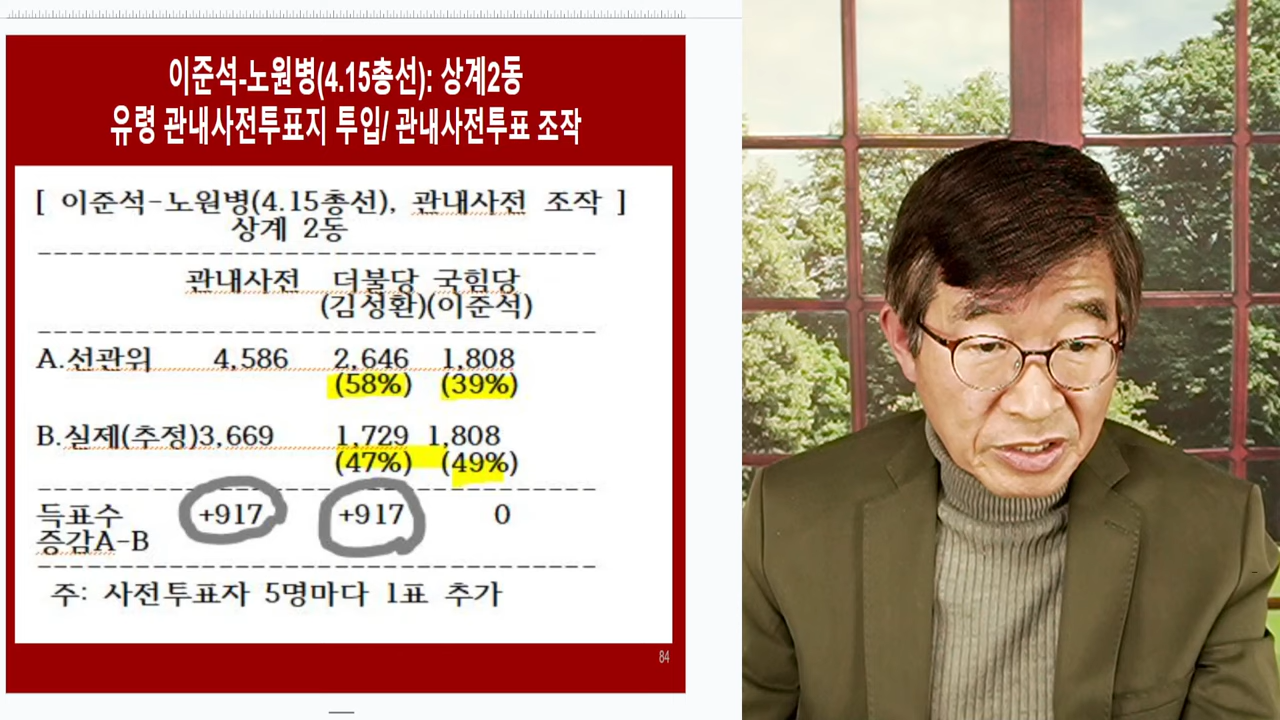 이준석-노원병(4.15총선): 상계2동
유령 관내사전투표지 투입/ 관내사전투표 조작
[ 이준석-노원병(4.15총선), 관내사전 조작 ]
상계 2동
관내사전 더불당 국힘당
(김성환)(이준석)
A.선관위 4,586 2,646 1,808
(58%) (39%)
B.실제(추정)3,669 1,729 1,808
(47%) (49%)
득표수 +917 +917 0
증감A-B
주: 사전투표자 5명마다 1표 추가
84